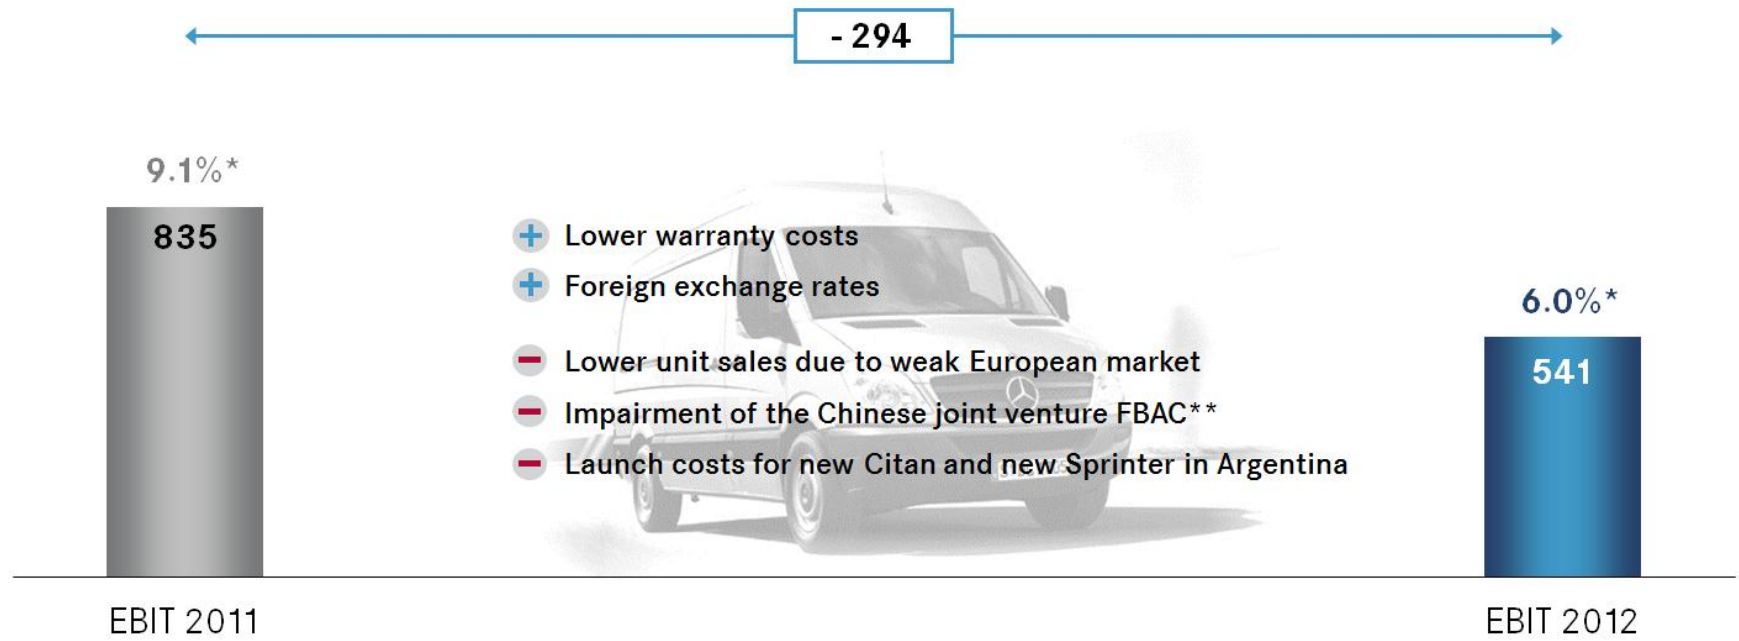 - 294
9.1%*
835
+ Lower warranty costs
+ Foreign exchange rates
− Lower unit sales due to weak European market
− Impairment of the Chinese joint venture FBAC**
− Launch costs for new Citan and new Sprinter in Argentina
6.0%*
541
EBIT 2011
EBIT 2012